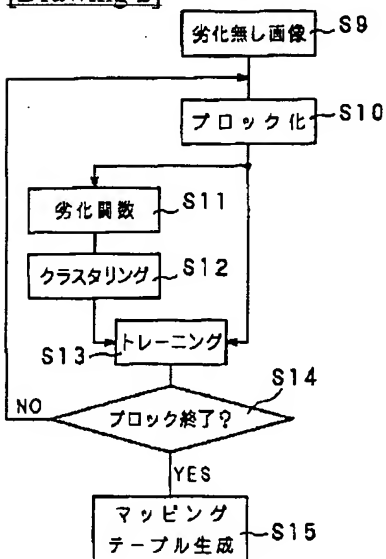 [Drawing 2]
劣化無し画像 S9
ブロック化 S10
劣化関数 S11
クラスタリング S12
S13 トレーニング
S14
ブロック終了?
NO
YES
マッピング
テーブル生成 S15